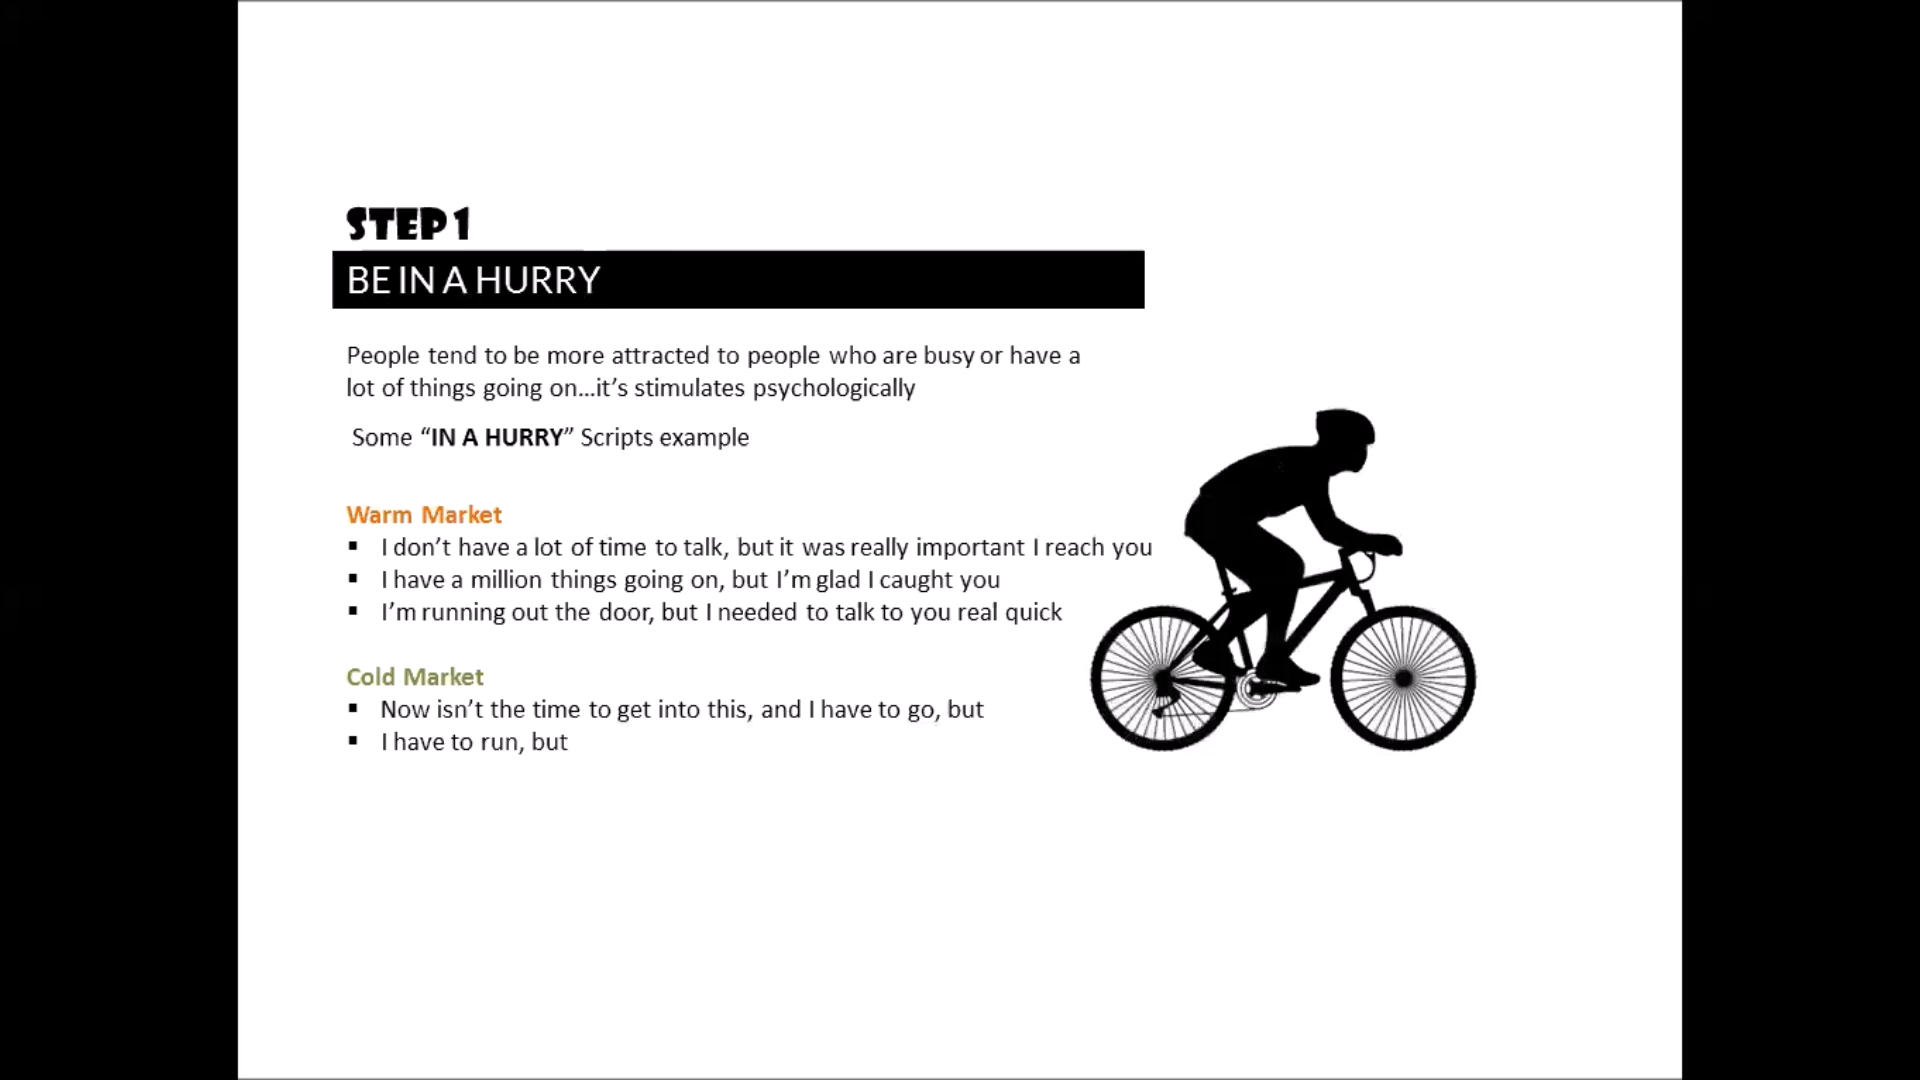 STEP 1
BE IN A HURRY
People tend to be more attracted to people who are busy or have a
lot of things going on...it’s stimulates psychologically
Some “IN A HURRY” Scripts example
Warm Market
▪ I don’t have a lot of time to talk, but it was really important I reach you
▪ I have a million things going on, but I’m glad I caught you
▪ I’m running out the door, but I needed to talk to you real quick
Cold Market
▪ Now isn’t the time to get into this, and I have to go, but
▪ I have to run, but